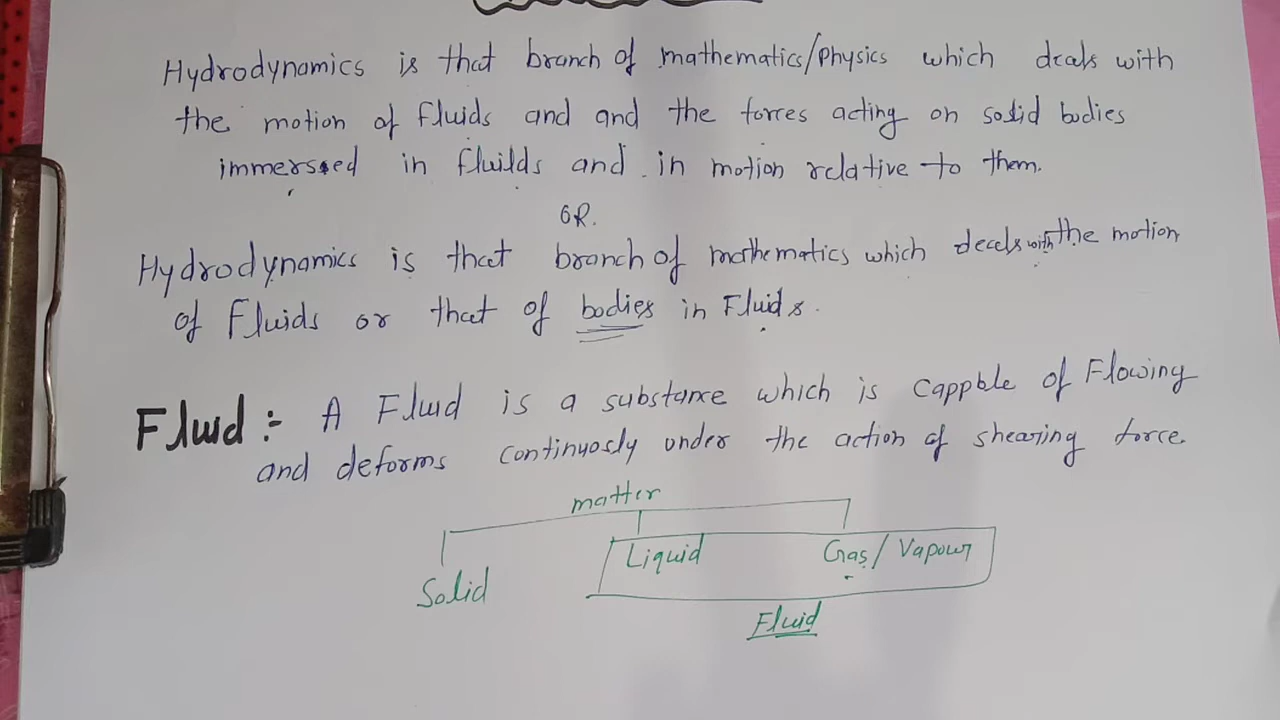 Hydrodynamics is that branch of mathematics/Physics which deals with
the motion of Fluids and and the forces acting on solid bodies
immersed in fluilds and in motion relative to them.
OR.
Hydrodynamics is that branch of mathematics which deals with the motion
of Fluids or that of bodies in Fluids.
Fluid :- A Fluid is a substance which is cappble of Flowing
and deforms continuosly under the action of shearing force.
matter
Liquid Gas/Vapour
Solid
Fluid